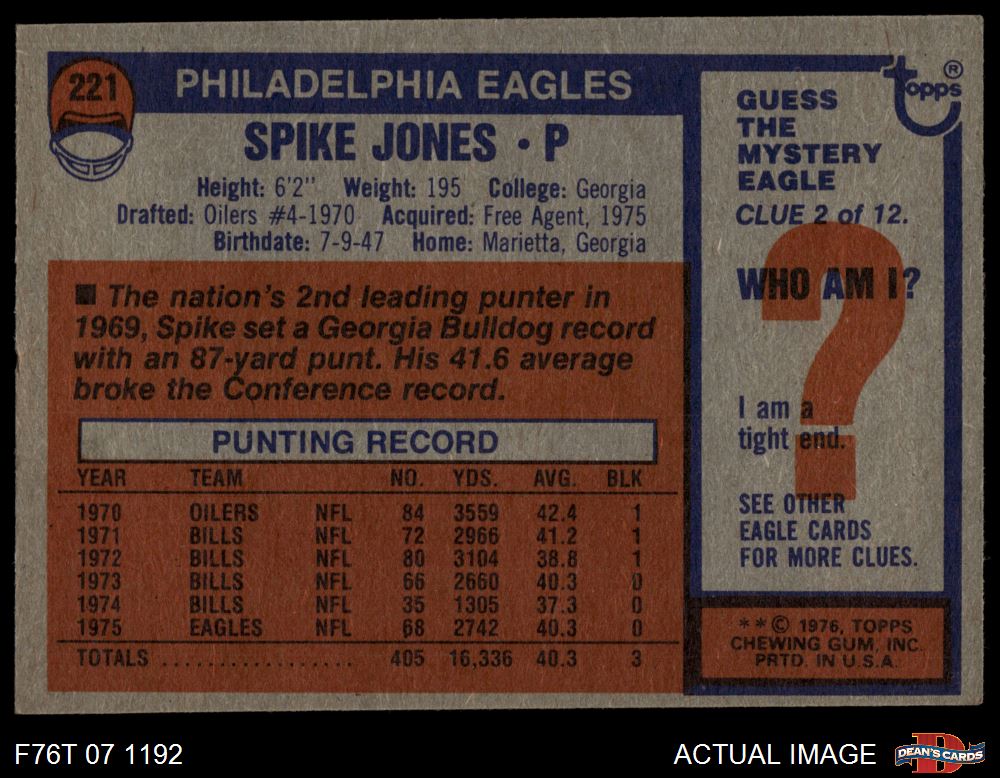 221
PHILADELPHIA EAGLES
SPIKE JONES • P
Height: 6'2" Weight: 195 College: Georgia
Drafted: Oilers #4-1970 Acquired: Free Agent, 1975
Birthdate: 7-9-47 Home: Marietta, Georgia
■ The nation's 2nd leading punter in
1969, Spike set a Georgia Bulldog record
with an 87-yard punt. His 41.6 average
broke the Conference record.
PUNTING RECORD
YEAR TEAM NO. YDS. AVG. BLK
1970 OILERS NFL 84 3559 42.4 1
1971 BILLS NFL 72 2966 41.2 1
1972 BILLS NFL 80 3104 38.8 1
1973 BILLS NFL 66 2660 40.3 0
1974 BILLS NFL 35 1305 37.3 0
1975 EAGLES NFL 68 2742 40.3 0
TOTALS .................. 405 16,336 40.3 3
Topps®
GUESS
THE
MYSTERY
EAGLE
CLUE 2 of 12.
WHO AM I?
?
I am a
tight end.
SEE OTHER
EAGLE CARDS
FOR MORE CLUES.
**© 1976, TOPPS
CHEWING GUM, INC.
PRTD. IN U.S.A.
F76T 07 1192
ACTUAL IMAGE
D
DEAN'S CARDS